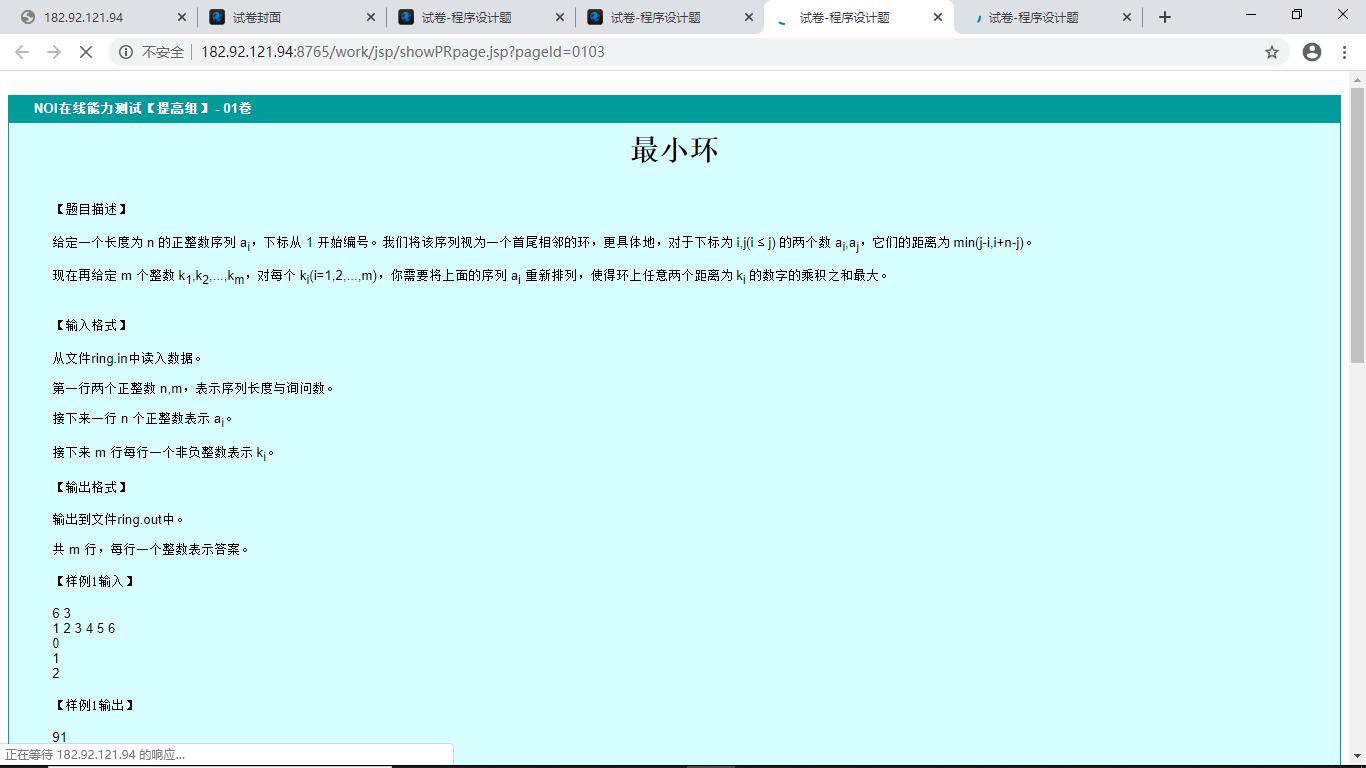 182.92.121.94
试卷封面
试卷-程序设计题
试卷-程序设计题
试卷-程序设计题
试卷-程序设计题
不安全
182.92.121.94:8765/work/jsp/showPRpage.jsp?pageId=0103
NOI在线能力测试【提高组】 - 01卷
最小环
【题目描述】
给定一个长度为 n 的正整数序列 ai，下标从 1 开始编号。我们将该序列视为一个首尾相邻的环，更具体地，对于下标为 i,j(i ≤ j) 的两个数 ai,aj，它们的距离为 min(j-i,i+n-j)。
现在再给定 m 个整数 k1,k2,...,km，对每个 ki(i=1,2,...,m)，你需要将上面的序列 ai 重新排列，使得环上任意两个距离为 ki 的数字的乘积之和最大。
【输入格式】
从文件ring.in中读入数据。
第一行两个正整数 n,m，表示序列长度与询问数。
接下来一行 n 个正整数表示 ai。
接下来 m 行每行一个非负整数表示 ki。
【输出格式】
输出到文件ring.out中。
共 m 行，每行一个整数表示答案。
【样例1输入】
6 3
1 2 3 4 5 6
0
1
2
【样例1输出】
91
正在等待 182.92.121.94 的响应...